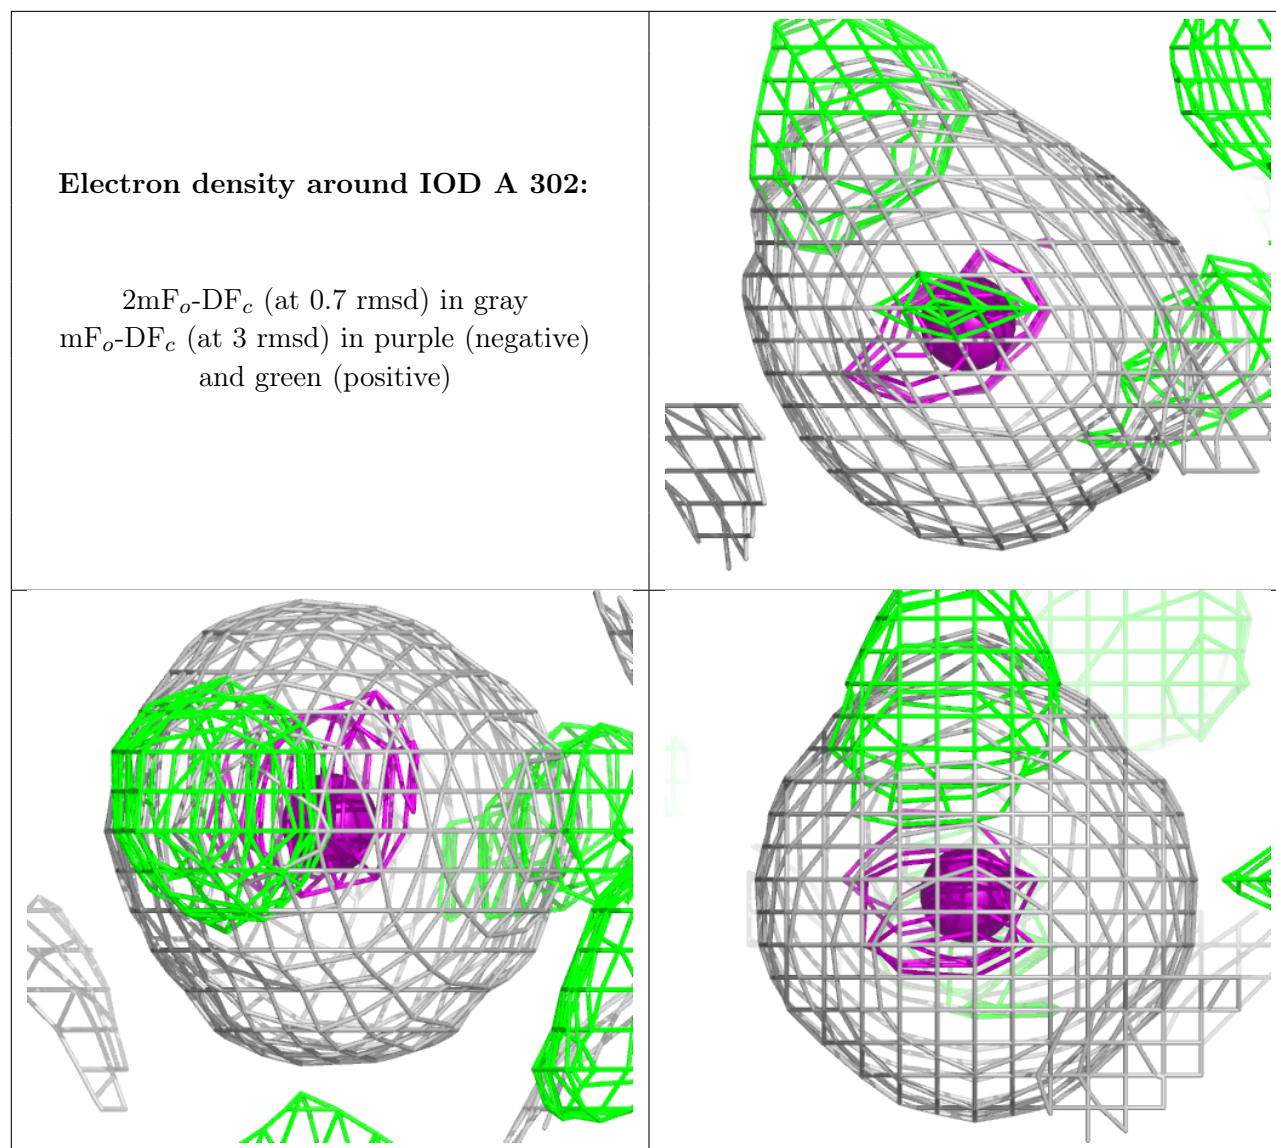 Electron density around IOD A 302:
2mFo-DFc (at 0.7 rmsd) in gray
mFo-DFc (at 3 rmsd) in purple (negative)
and green (positive)